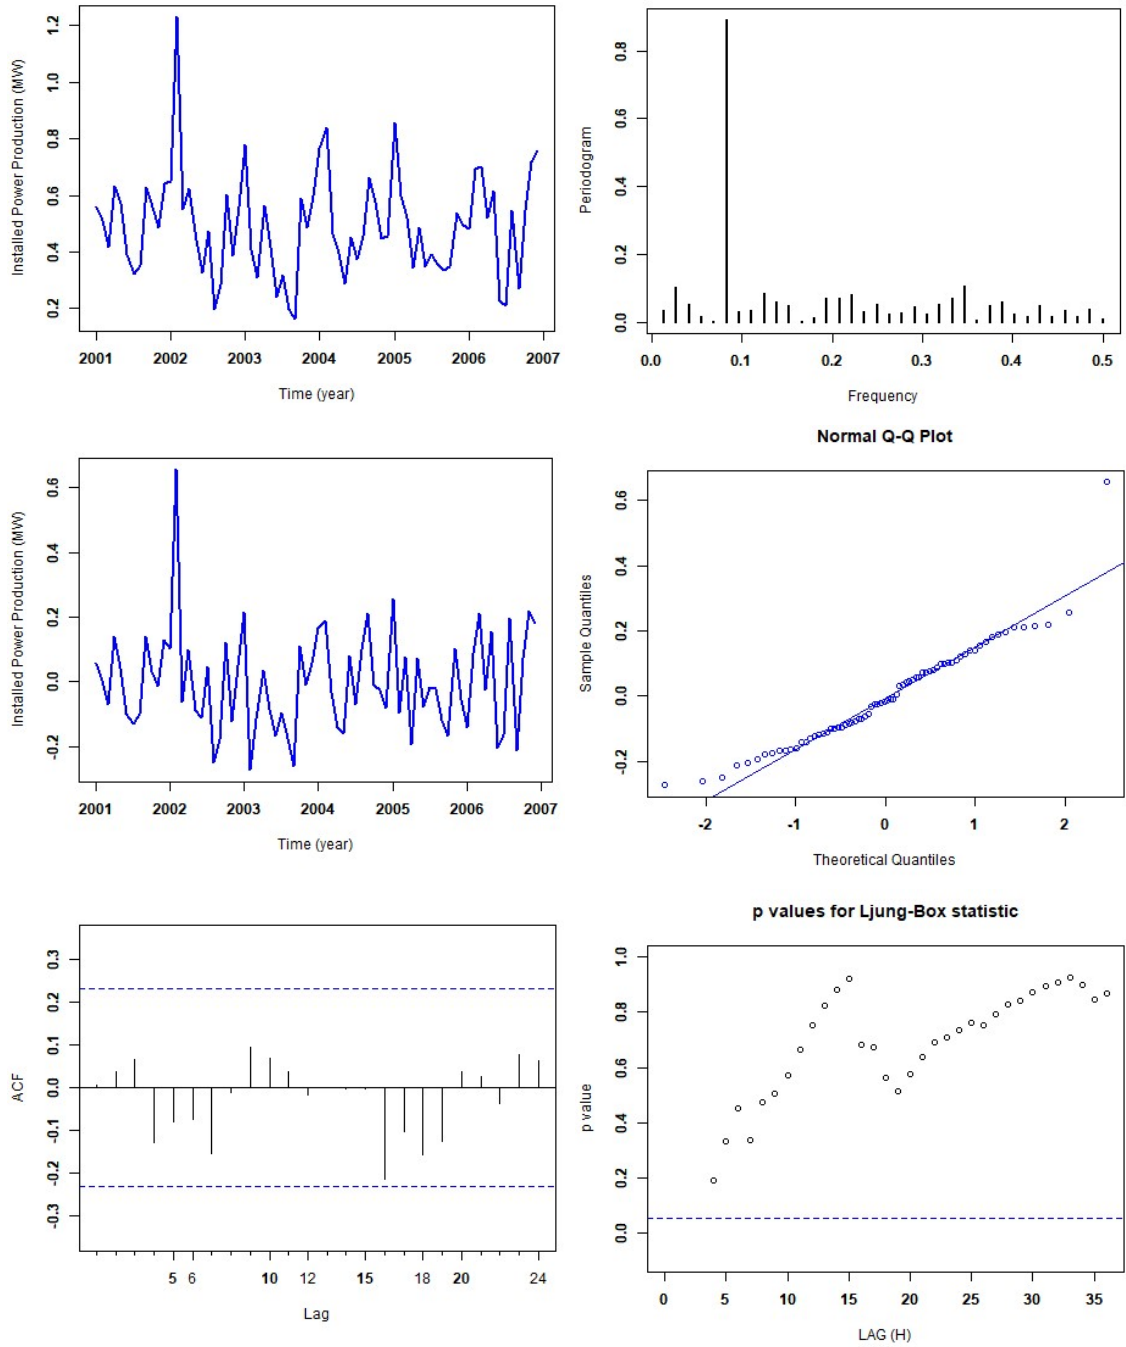 Installed Power Production (MW)
1.2
1.0
0.8
0.6
0.4
0.2
2001 2002 2003 2004 2005 2006 2007
Time (year)
Periodogram
0.8
0.6
0.4
0.2
0.0
0.0 0.1 0.2 0.3 0.4 0.5
Frequency
Installed Power Production (MW)
0.6
0.4
0.2
0.0
-0.2
2001 2002 2003 2004 2005 2006 2007
Time (year)
Normal Q-Q Plot
Sample Quantiles
0.6
0.4
0.2
0.0
-0.2
-2 -1 0 1 2
Theoretical Quantiles
ACF
0.3
0.2
0.1
0.0
-0.1
-0.2
-0.3
5 6 10 12 15 18 20 24
Lag
p values for Ljung-Box statistic
p value
1.0
0.8
0.6
0.4
0.2
0.0
0 5 10 15 20 25 30 35
LAG (H)